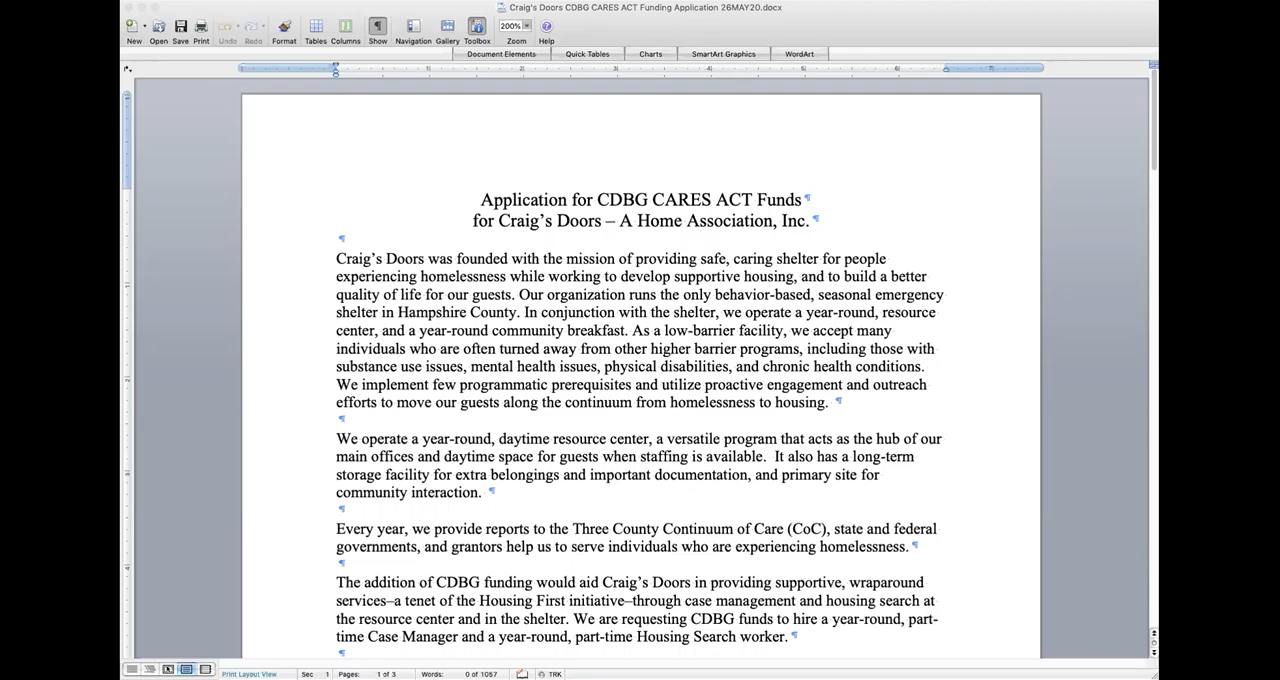 Craig's Doors CDBG CARES ACT Funding Application 26MAY20.docx
New Open Save Print Undo Redo Format Tables Columns Show Navigation Gallery Toolbox Zoom Help
200%
Document Elements Quick Tables Charts SmartArt Graphics WordArt
Application for CDBG CARES ACT Funds
for Craig's Doors – A Home Association, Inc.
Craig's Doors was founded with the mission of providing safe, caring shelter for people
experiencing homelessness while working to develop supportive housing, and to build a better
quality of life for our guests. Our organization runs the only behavior-based, seasonal emergency
shelter in Hampshire County. In conjunction with the shelter, we operate a year-round, resource
center, and a year-round community breakfast. As a low-barrier facility, we accept many
individuals who are often turned away from other higher barrier programs, including those with
substance use issues, mental health issues, physical disabilities, and chronic health conditions.
We implement few programmatic prerequisites and utilize proactive engagement and outreach
efforts to move our guests along the continuum from homelessness to housing.
We operate a year-round, daytime resource center, a versatile program that acts as the hub of our
main offices and daytime space for guests when staffing is available.  It also has a long-term
storage facility for extra belongings and important documentation, and primary site for
community interaction.
Every year, we provide reports to the Three County Continuum of Care (CoC), state and federal
governments, and grantors help us to serve individuals who are experiencing homelessness.
The addition of CDBG funding would aid Craig's Doors in providing supportive, wraparound
services–a tenet of the Housing First initiative–through case management and housing search at
the resource center and in the shelter. We are requesting CDBG funds to hire a year-round, part-
time Case Manager and a year-round, part-time Housing Search worker.
Print Layout View Sec 1 Pages: 1 of 3 Words: 0 of 1057 TRK